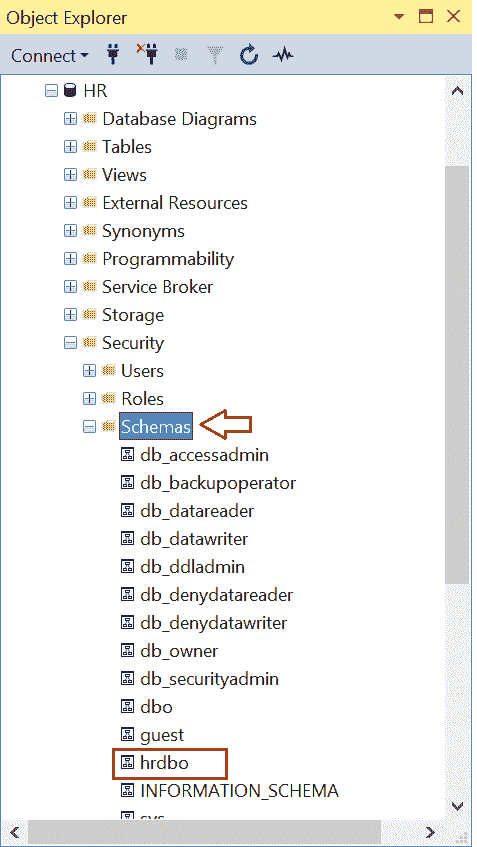 Object Explorer
Connect
HR
Database Diagrams
Tables
Views
External Resources
Synonyms
Programmability
Service Broker
Storage
Security
Users
Roles
Schemas
db_accessadmin
db_backupoperator
db_datareader
db_datawriter
db_ddladmin
db_denydatareader
db_denydatawriter
db_owner
db_securityadmin
dbo
guest
hrdbo
INFORMATION_SCHEMA